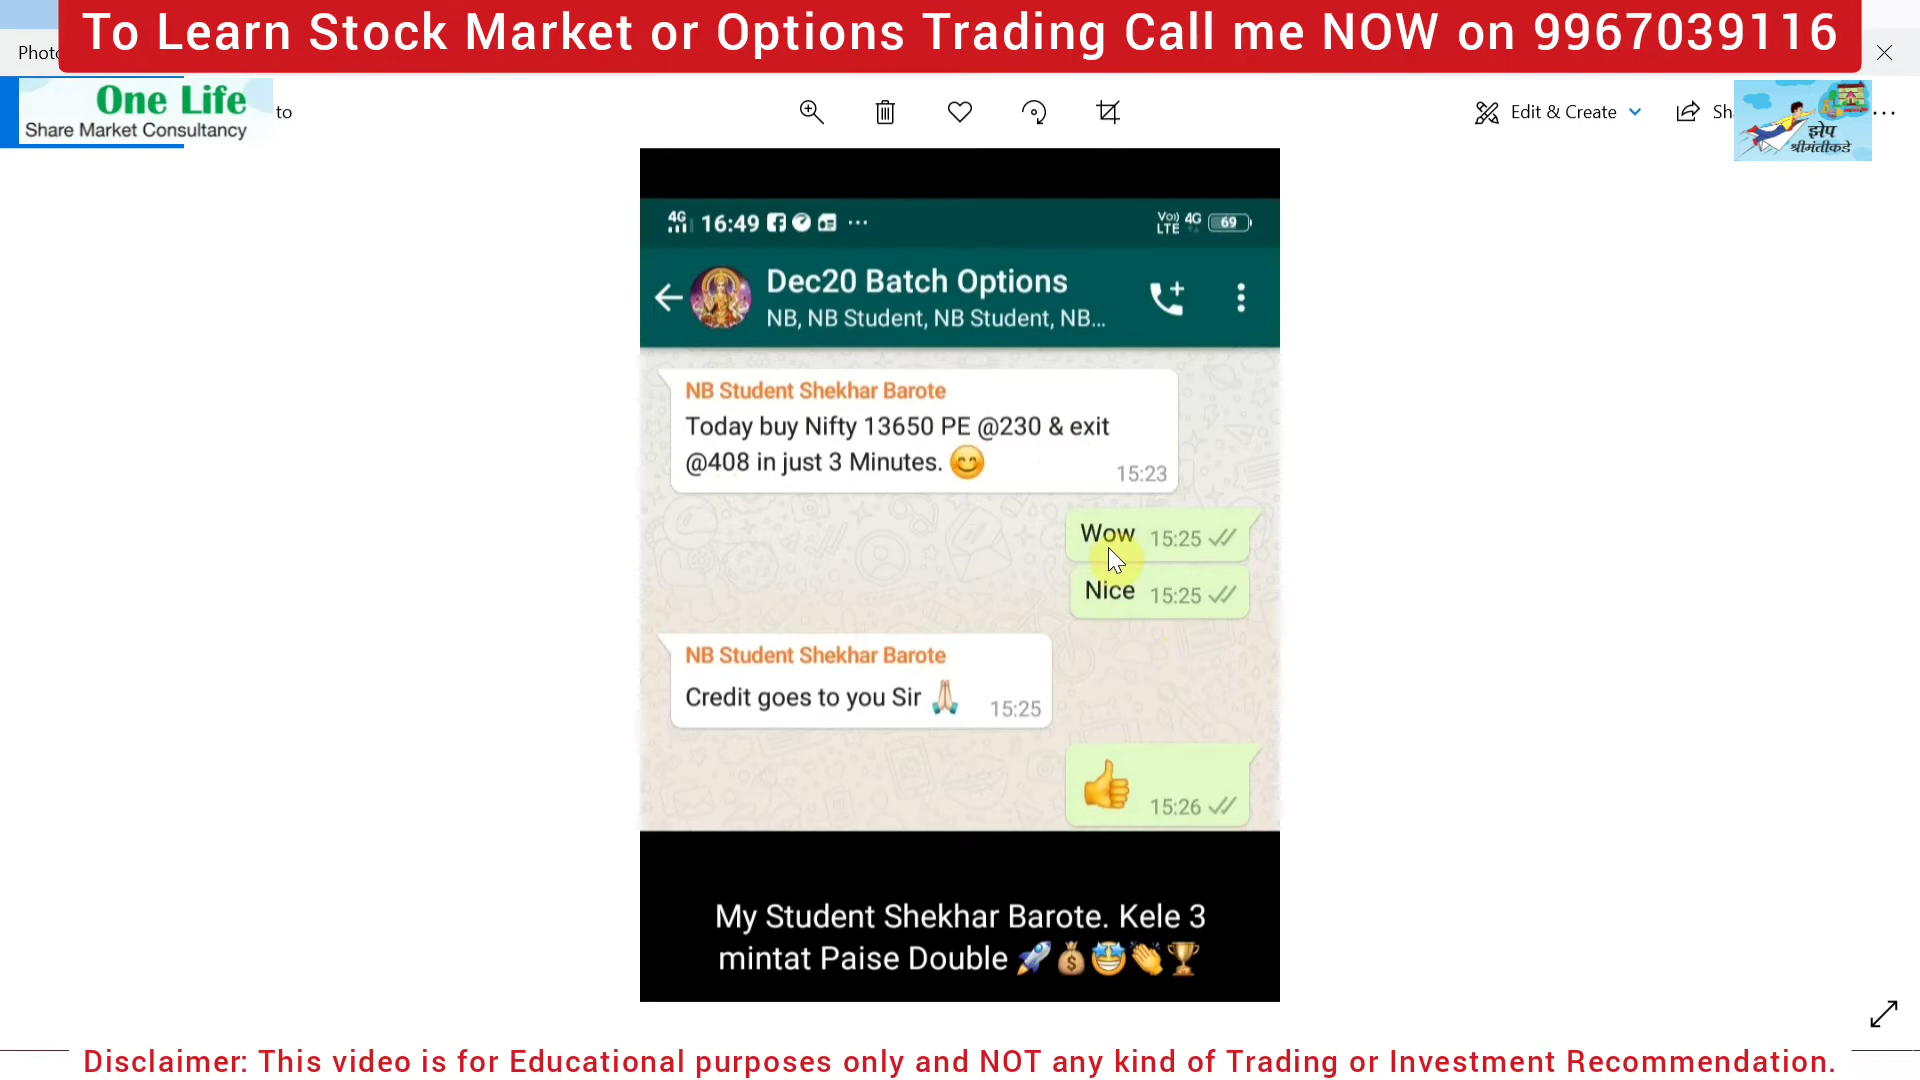 To Learn Stock Market or Options Trading Call me NOW on 9967039116
One Life
Share Market Consultancy
to
Edit & Create
झेप
श्रीमंतीकडे
4G 16:49
Vo) LTE 4G 69
Dec20 Batch Options
NB, NB Student, NB Student, NB...
NB Student Shekhar Barote
Today buy Nifty 13650 PE @230 & exit
@408 in just 3 Minutes. 😊
15:23
Wow 15:25
Nice 15:25
NB Student Shekhar Barote
Credit goes to you Sir 🙏🏻 15:25
👍 15:26
My Student Shekhar Barote. Kele 3
mintat Paise Double 🚀💰🤩👏🏆
Disclaimer: This video is for Educational purposes only and NOT any kind of Trading or Investment Recommendation.